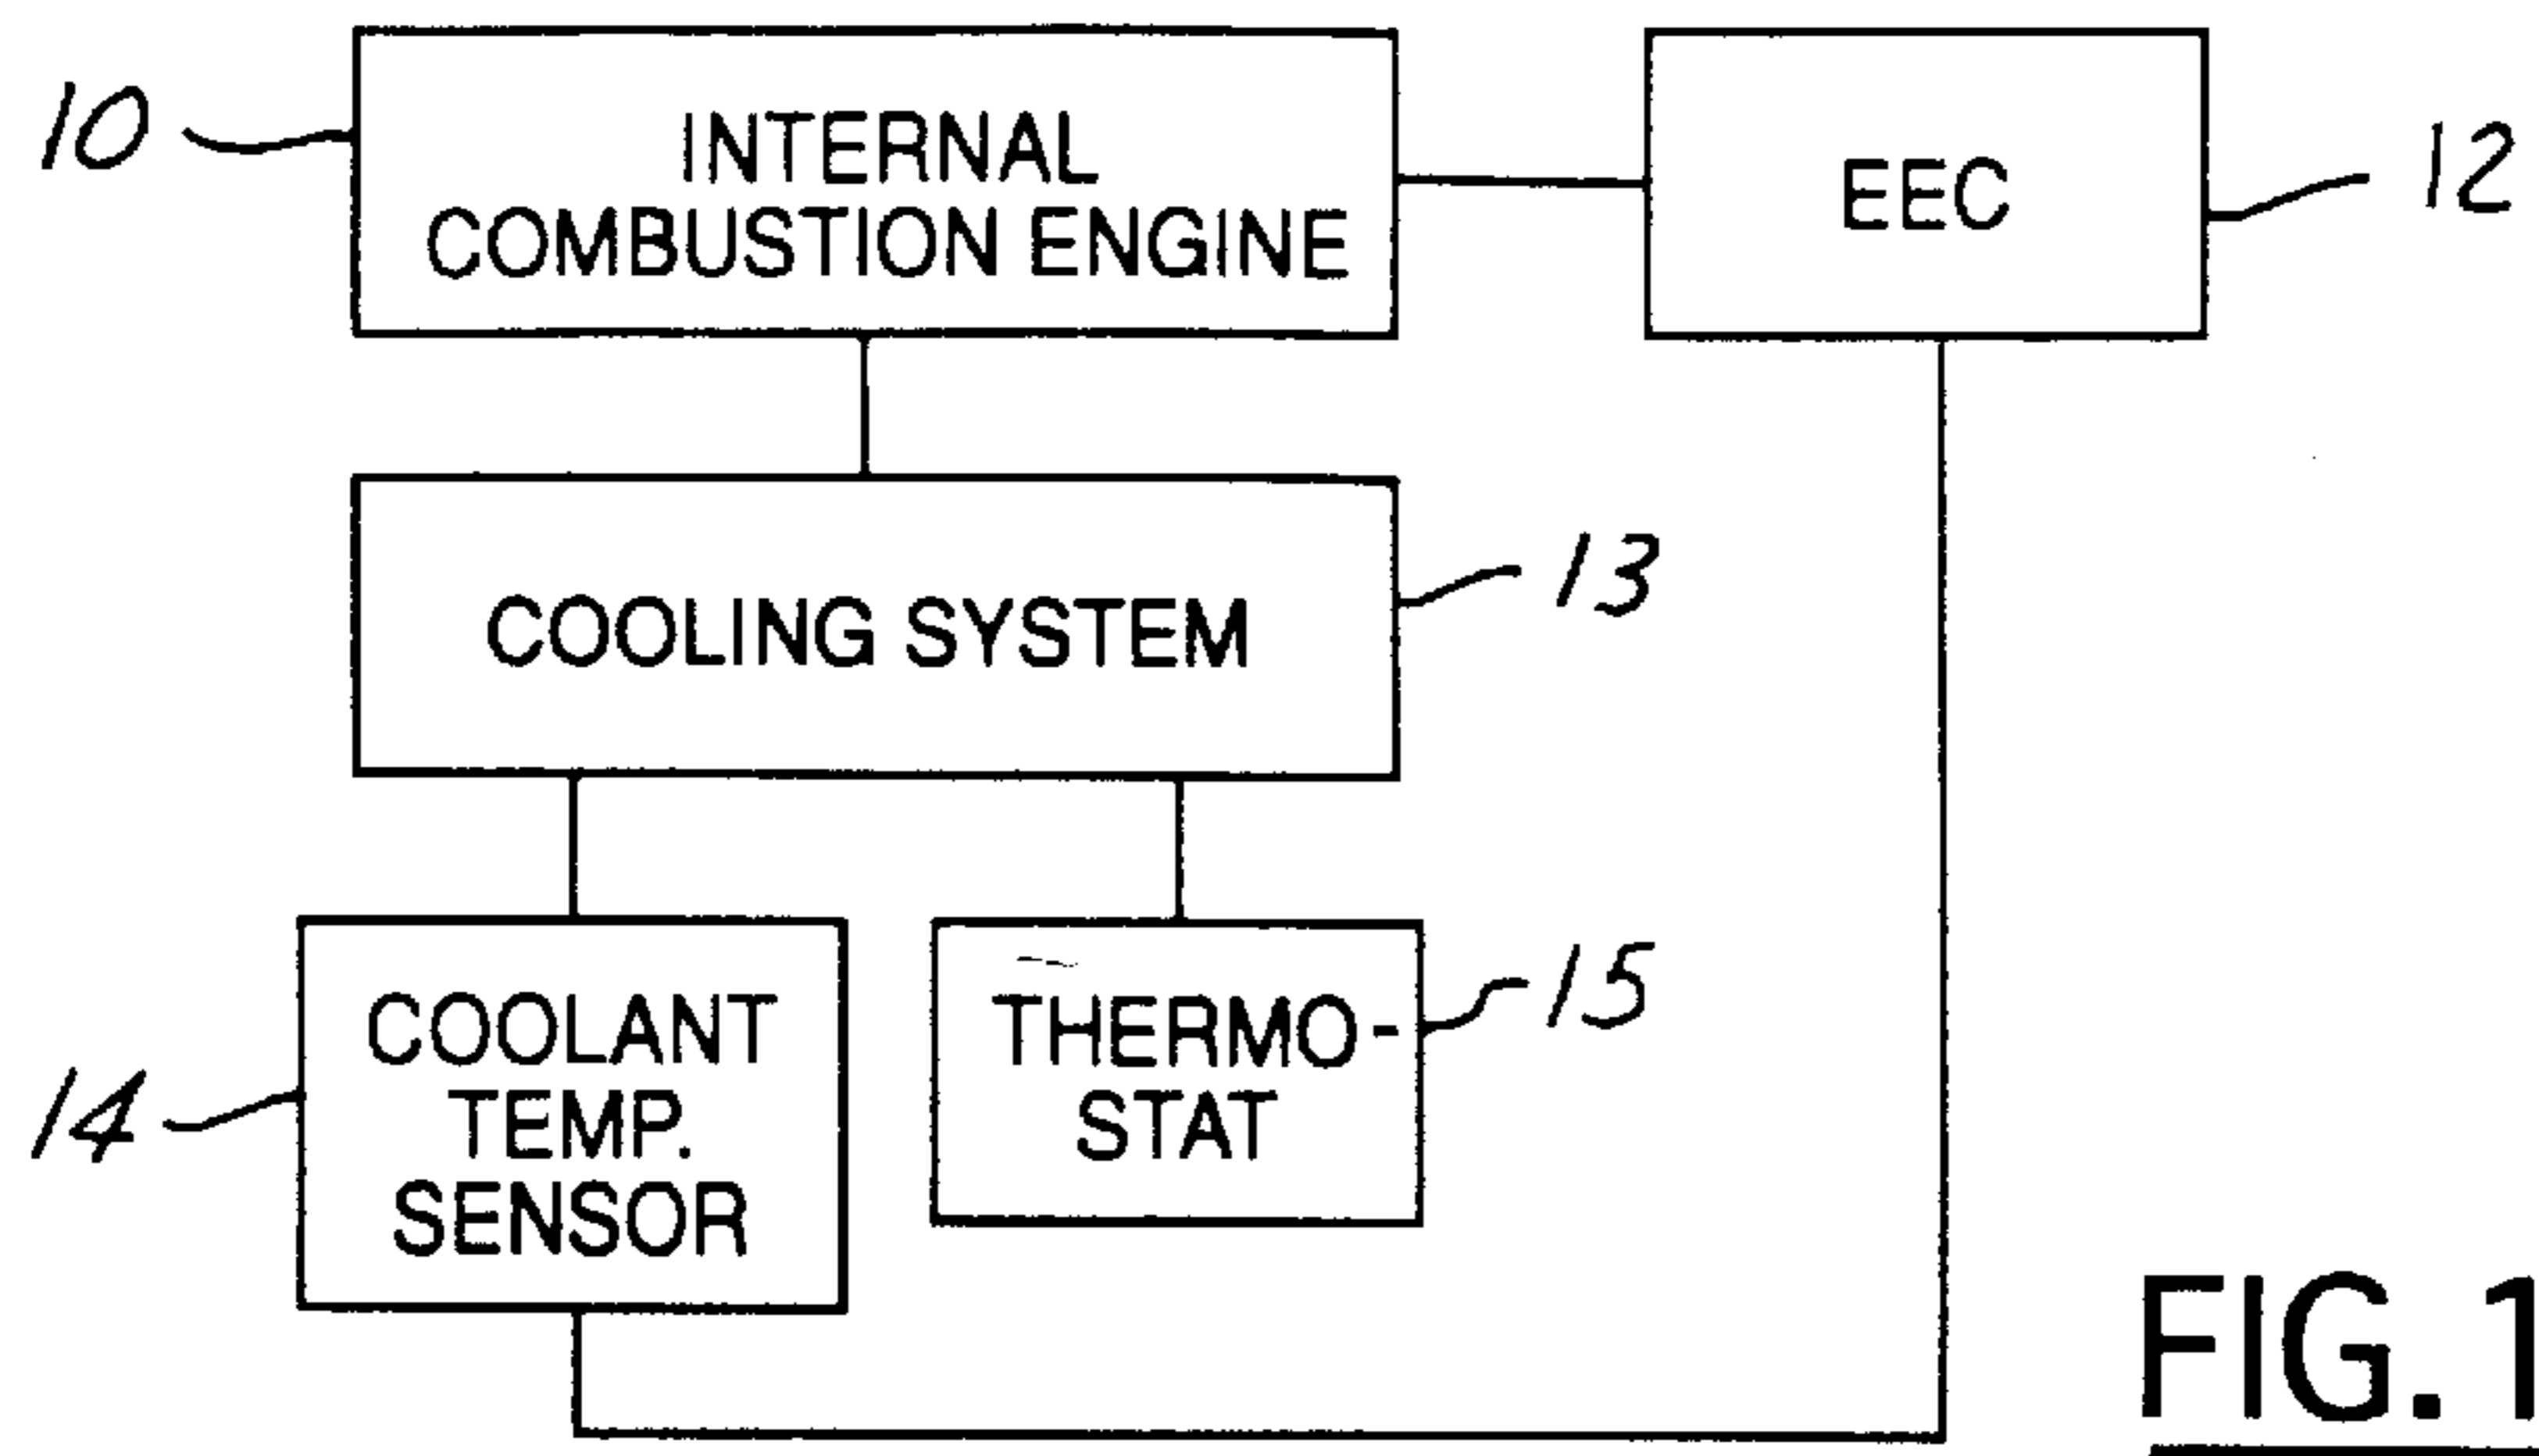 10
INTERNAL
COMBUSTION ENGINE
EEC
12
COOLING SYSTEM
13
14
COOLANT
TEMP.
SENSOR
THERMO-
STAT
15
FIG. 1